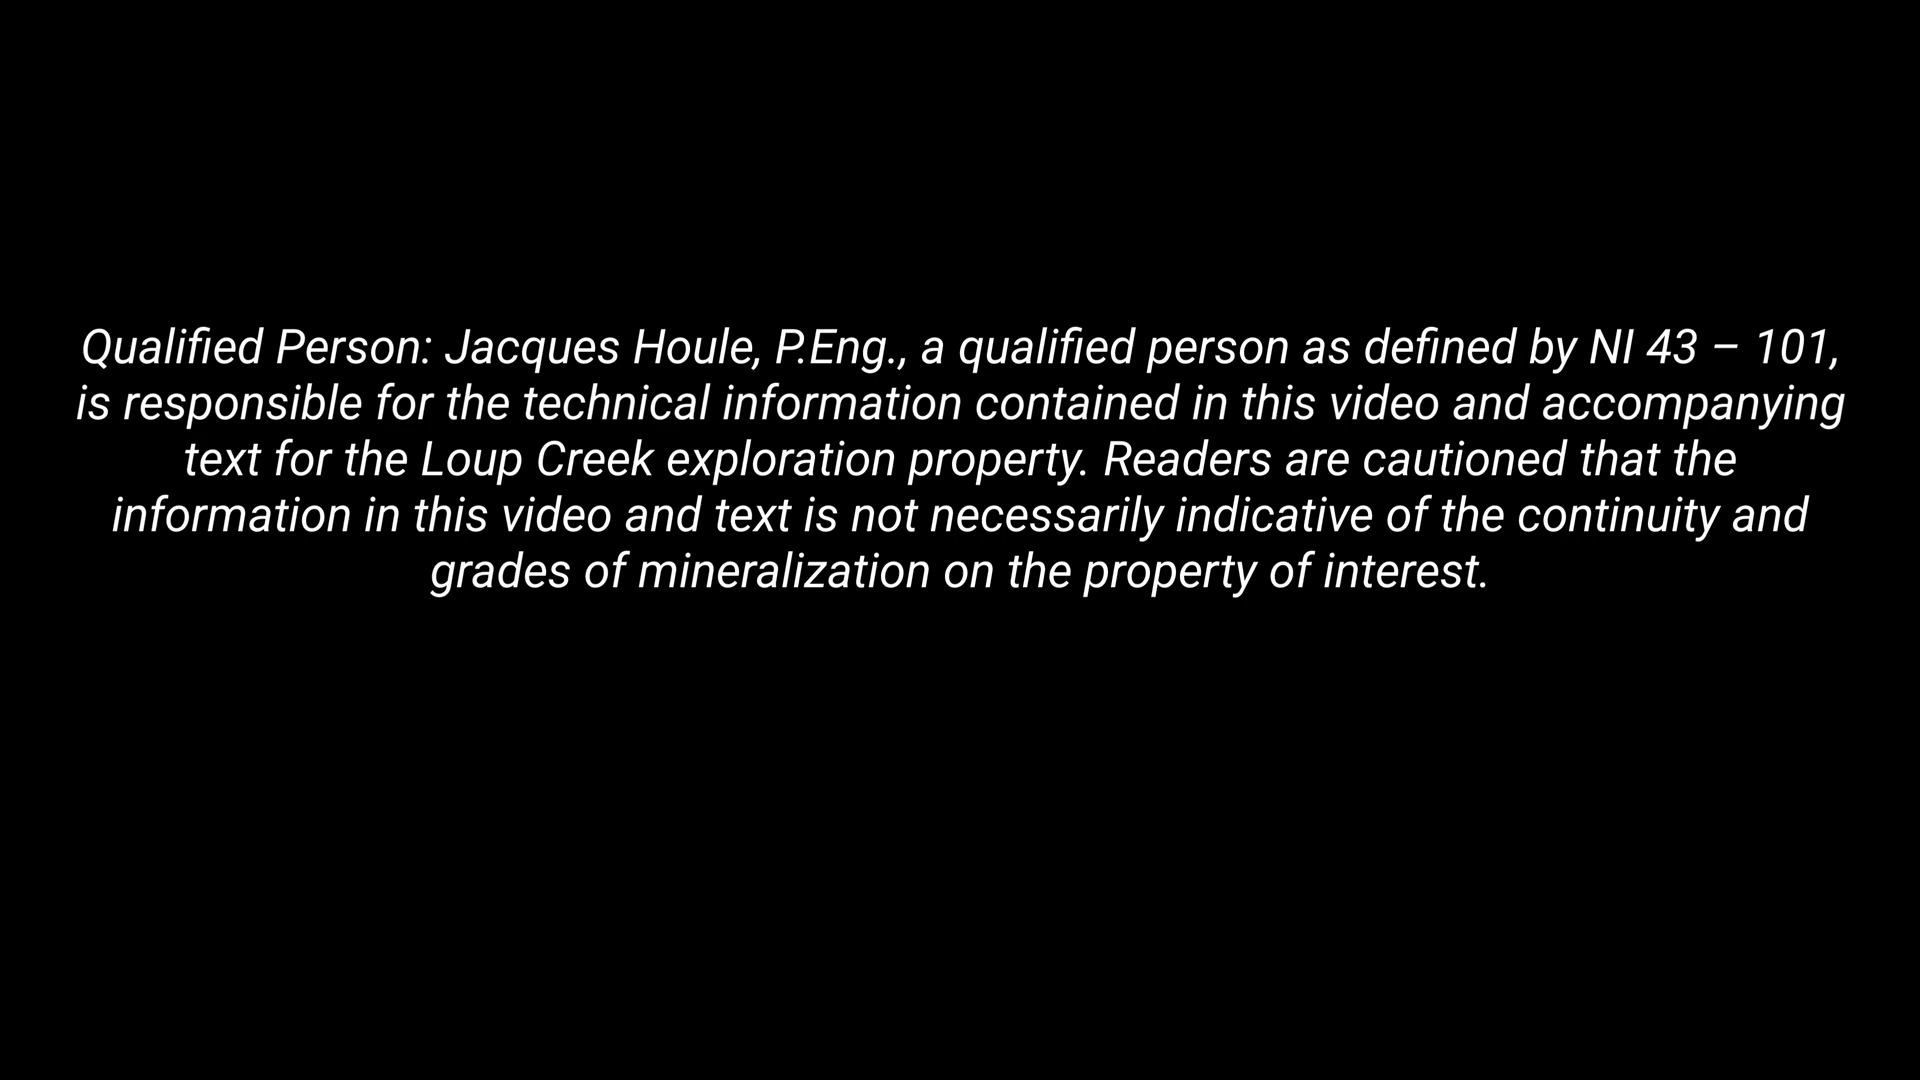 Qualified Person: Jacques Houle, P.Eng., a qualified person as defined by NI 43 – 101,
is responsible for the technical information contained in this video and accompanying
text for the Loup Creek exploration property. Readers are cautioned that the
information in this video and text is not necessarily indicative of the continuity and
grades of mineralization on the property of interest.